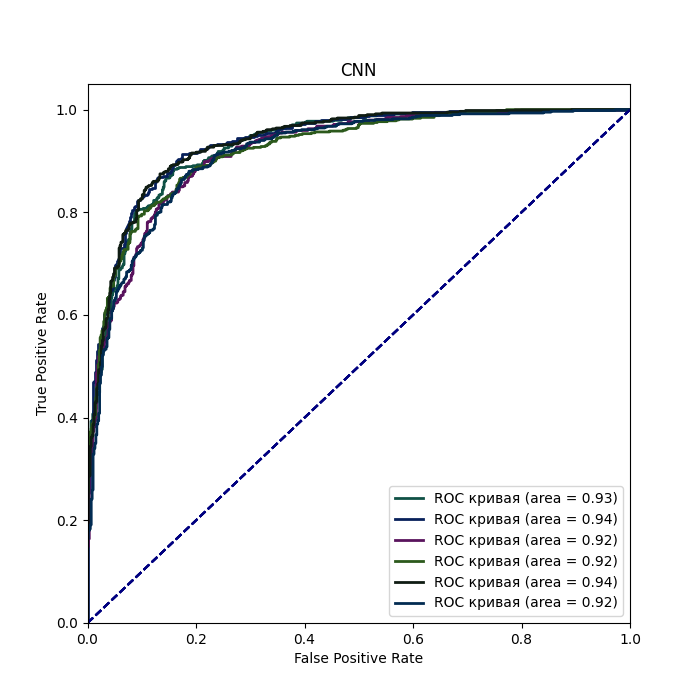 CNN
1.0
0.8
0.6
0.4
0.2
0.0
True Positive Rate
ROC кривая (area = 0.93)
ROC кривая (area = 0.94)
ROC кривая (area = 0.92)
ROC кривая (area = 0.92)
ROC кривая (area = 0.94)
ROC кривая (area = 0.92)
0.0 0.2 0.4 0.6 0.8 1.0
False Positive Rate